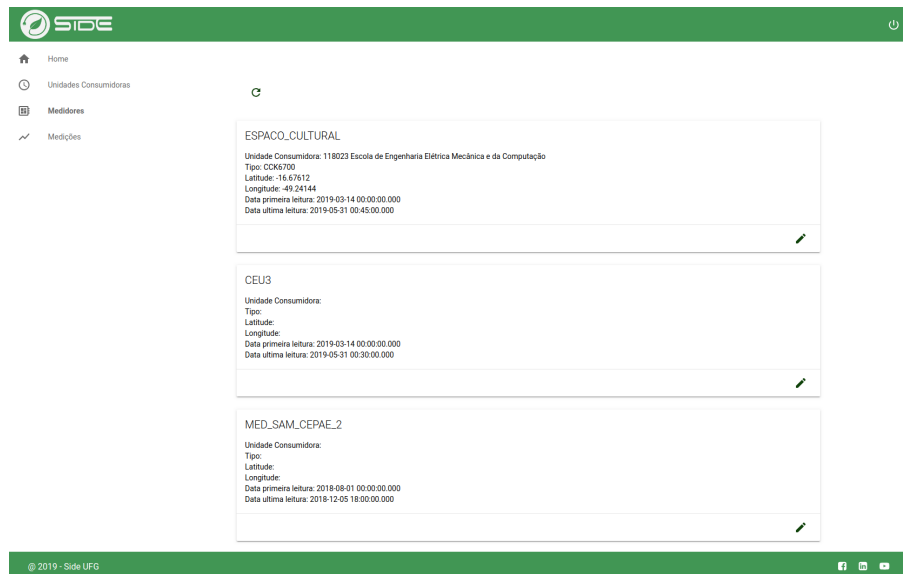 SIDE
Home
Unidades Consumidoras
Medidores
Medições
ESPACO_CULTURAL
Unidade Consumidora: 118023 Escola de Engenharia Elétrica Mecânica e da Computação
Tipo: CCK6700
Latitude: -16.67612
Longitude: -49.24144
Data primeira leitura: 2019-03-14 00:00:00.000
Data ultima leitura: 2019-05-31 00:45:00.000
CEU3
Unidade Consumidora:
Tipo:
Latitude:
Longitude:
Data primeira leitura: 2019-03-14 00:00:00.000
Data ultima leitura: 2019-05-31 00:30:00.000
MED_SAM_CEPAE_2
Unidade Consumidora:
Tipo:
Latitude:
Longitude:
Data primeira leitura: 2018-08-01 00:00:00.000
Data ultima leitura: 2018-12-05 18:00:00.000
@ 2019 - Side UFG